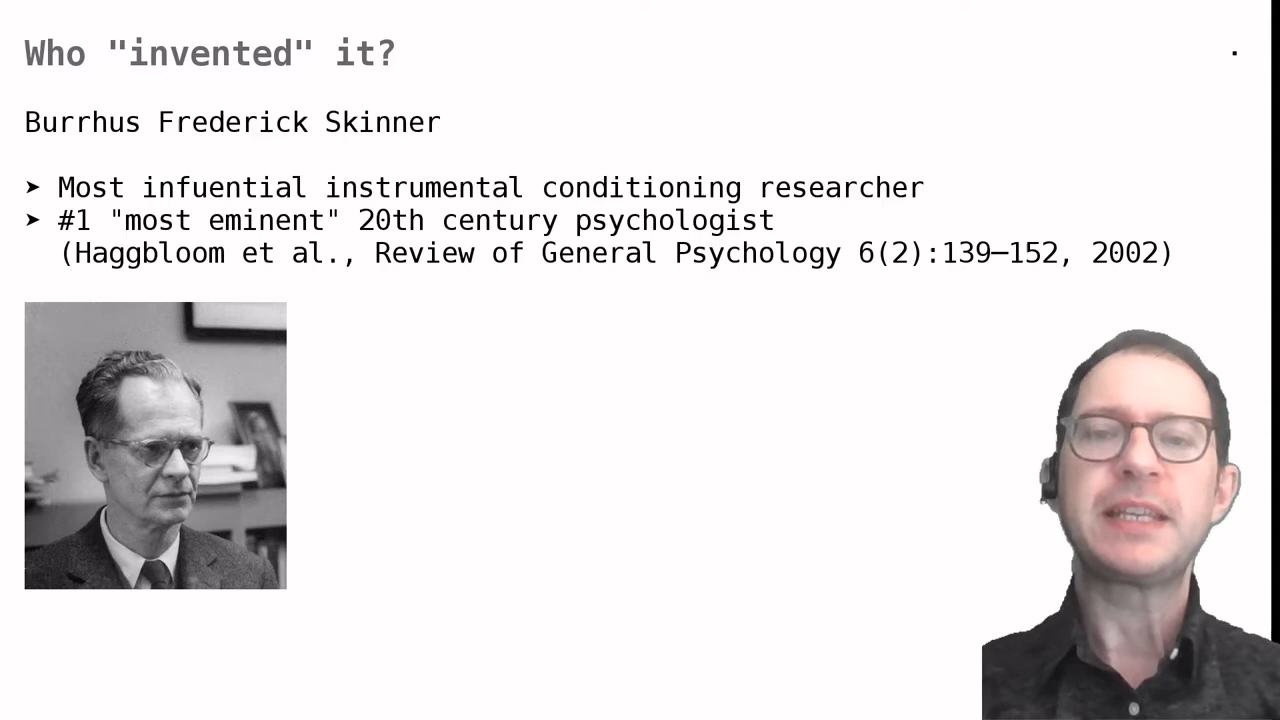 Who "invented" it?
Burrhus Frederick Skinner
➤ Most infuential instrumental conditioning researcher
➤ #1 "most eminent" 20th century psychologist
(Haggbloom et al., Review of General Psychology 6(2):139–152, 2002)